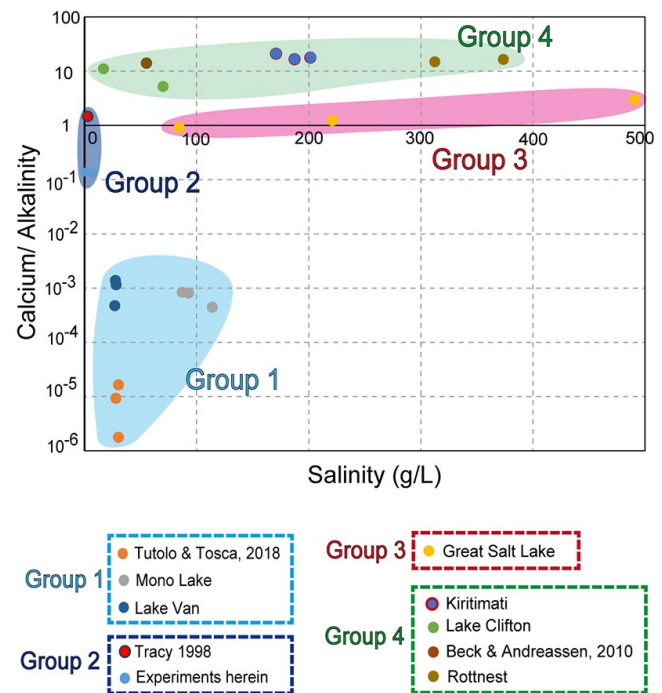 100
Group 4
10
1
0
100
200
300
400
500
Group 3
Group 2
10-1
10-2
10-3
10-4
Group 1
10-5
10-6
Calcium/ Alkalinity
Salinity (g/L)
Group 1
Tutolo & Tosca, 2018
Mono Lake
Lake Van
Group 2
Tracy 1998
Experiments herein
Group 3
Great Salt Lake
Group 4
Kiritimati
Lake Clifton
Beck & Andreassen, 2010
Rottnest